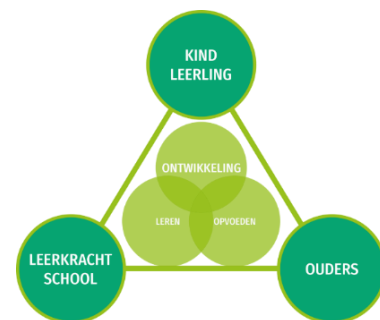 KIND
LEERLING
ONTWIKKELING
LEREN
OPVOEDEN
LEERKRACHT
SCHOOL
OUDERS